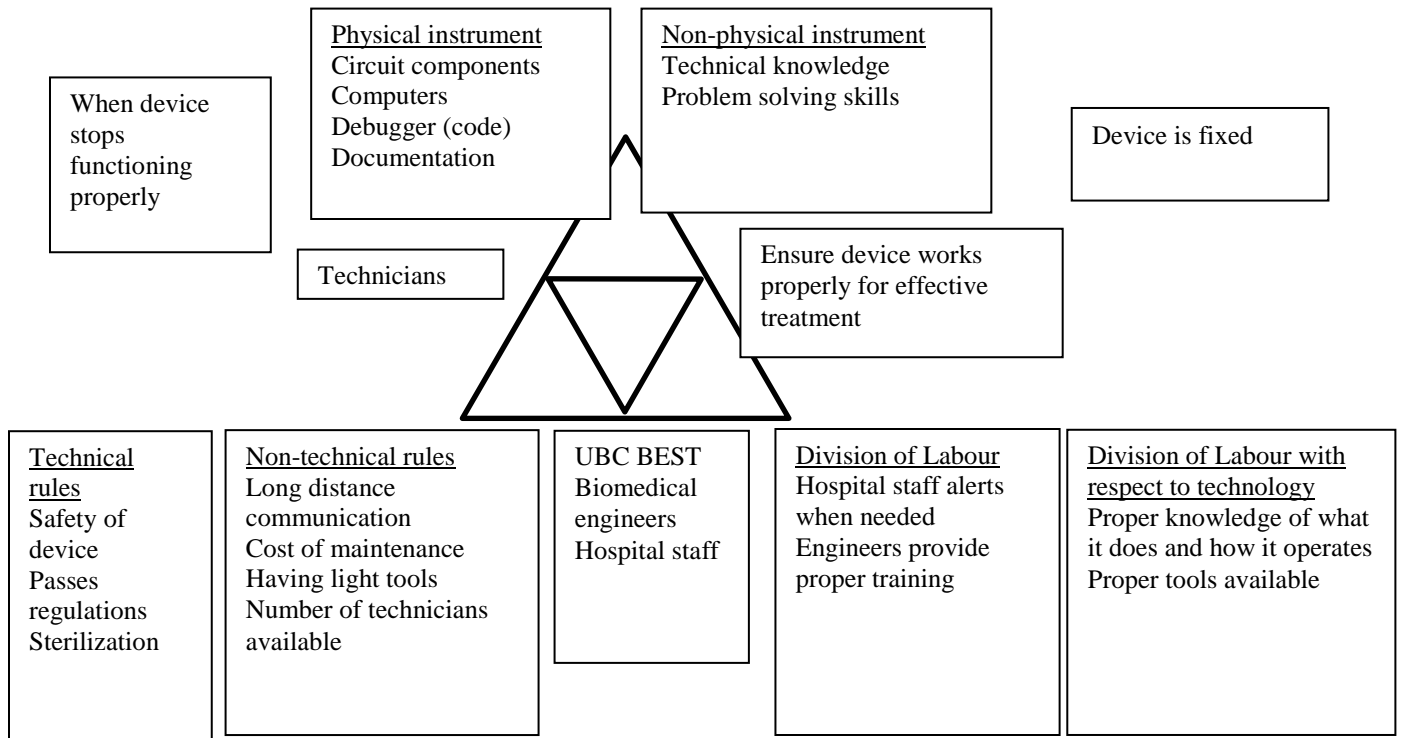 When device
stops
functioning
properly
Physical instrument
Circuit components
Computers
Debugger (code)
Documentation
Non-physical instrument
Technical knowledge
Problem solving skills
Device is fixed
Technicians
Ensure device works
properly for effective
treatment
Technical
rules
Safety of
device
Passes
regulations
Sterilization
Non-technical rules
Long distance
communication
Cost of maintenance
Having light tools
Number of technicians
available
UBC BEST
Biomedical
engineers
Hospital staff
Division of Labour
Hospital staff alerts
when needed
Engineers provide
proper training
Division of Labour with
respect to technology
Proper knowledge of what
it does and how it operates
Proper tools available